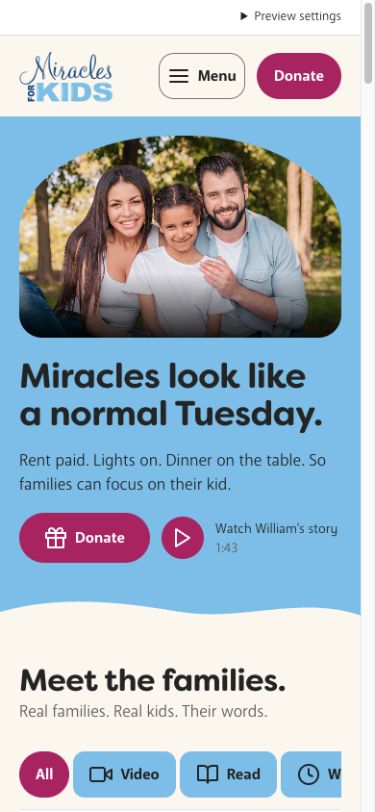 ▶ Preview settings
Miracles
FOR KIDS
Menu
Donate
Miracles look like
a normal Tuesday.
Rent paid. Lights on. Dinner on the table. So
families can focus on their kid.
Donate
Watch William's story
1:43
Meet the families.
Real families. Real kids. Their words.
All
Video
Read
W